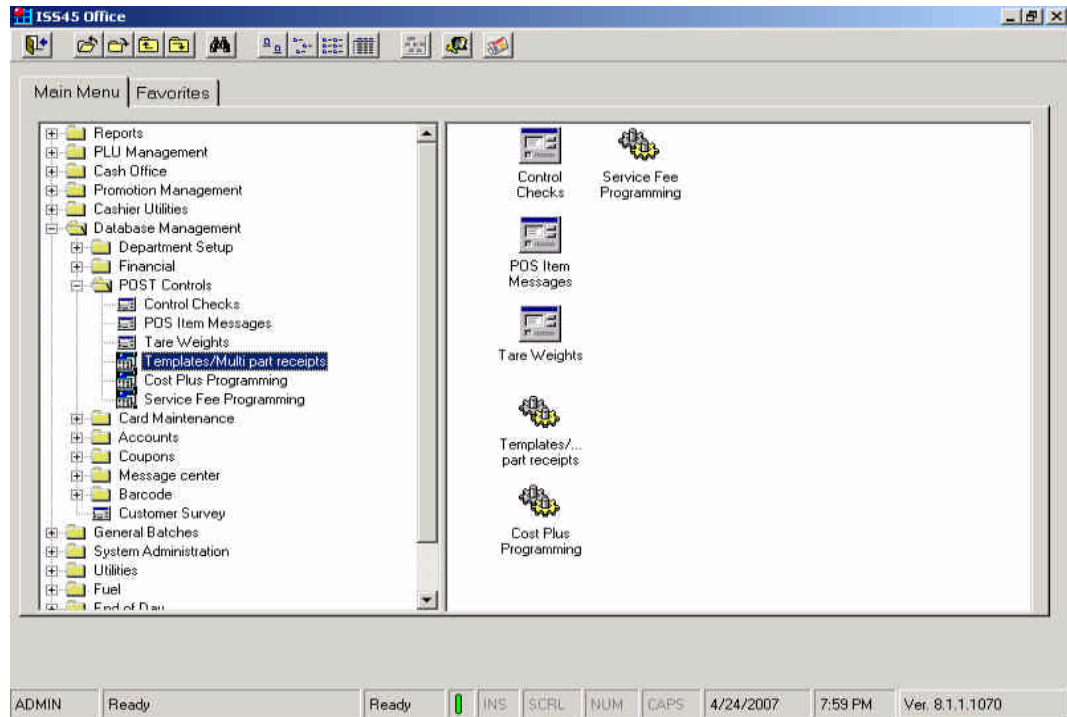 ISS45 Office
Main Menu
Favorites
Reports
PLU Management
Cash Office
Promotion Management
Cashier Utilities
Database Management
Department Setup
Financial
POST Controls
Control Checks
POS Item Messages
Tare Weights
Templates/Multi part receipts
Cost Plus Programming
Service Fee Programming
Card Maintenance
Accounts
Coupons
Message center
Barcode
Customer Survey
General Batches
System Administration
Utilities
Fuel
End of Day
Control
Checks
Service Fee
Programming
POS Item
Messages
Tare Weights
Templates/...
part receipts
Cost Plus
Programming
ADMIN
Ready
Ready
INS
SCRL
NUM
CAPS
4/24/2007
7:59 PM
Ver. 8.1.1.1070